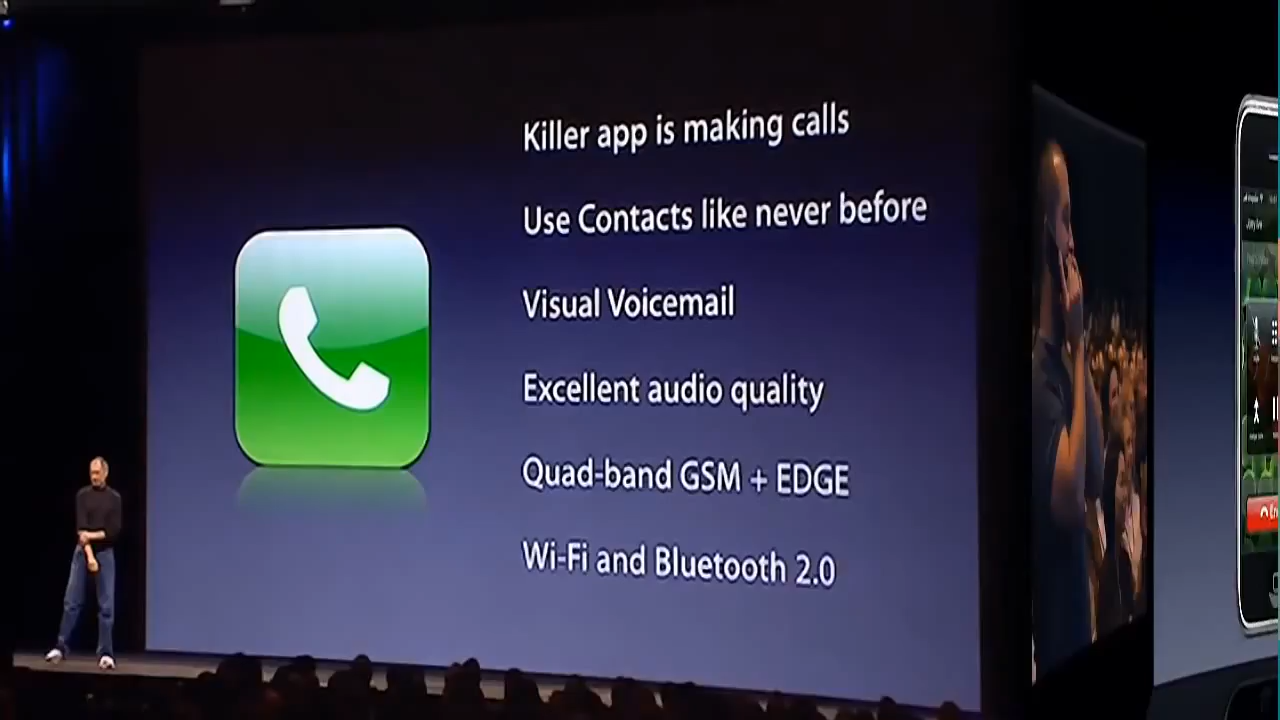 Killer app is making calls
Use Contacts like never before
Visual Voicemail
Excellent audio quality
Quad-band GSM + EDGE
Wi-Fi and Bluetooth 2.0